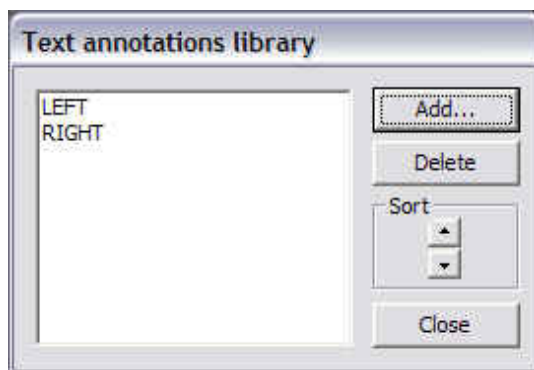 Text annotations library
LEFT
RIGHT
Add...
Delete
Sort
Close